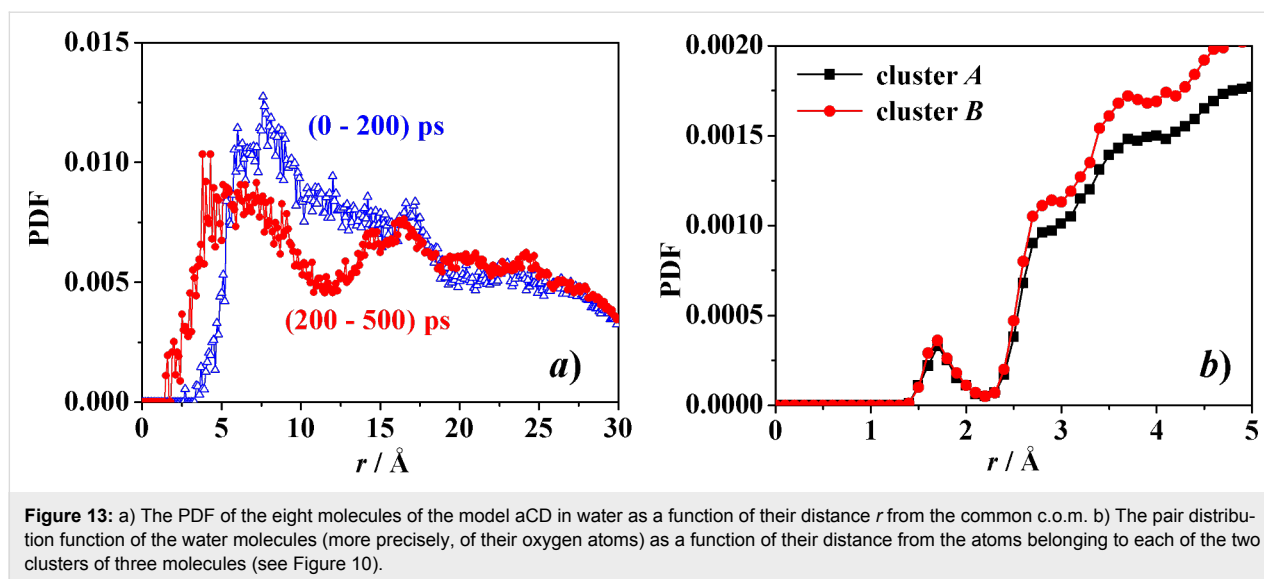 0.015
0.010
0.005
0.000
PDF
(0 - 200) ps
(200 - 500) ps
a)
0 5 10 15 20 25 30
r / Å
0.0020
0.0015
0.0010
0.0005
0.0000
PDF
cluster A
cluster B
b)
0 1 2 3 4 5
r / Å
Figure 13: a) The PDF of the eight molecules of the model aCD in water as a function of their distance r from the common c.o.m. b) The pair distribu-
tion function of the water molecules (more precisely, of their oxygen atoms) as a function of their distance from the atoms belonging to each of the two
clusters of three molecules (see Figure 10).